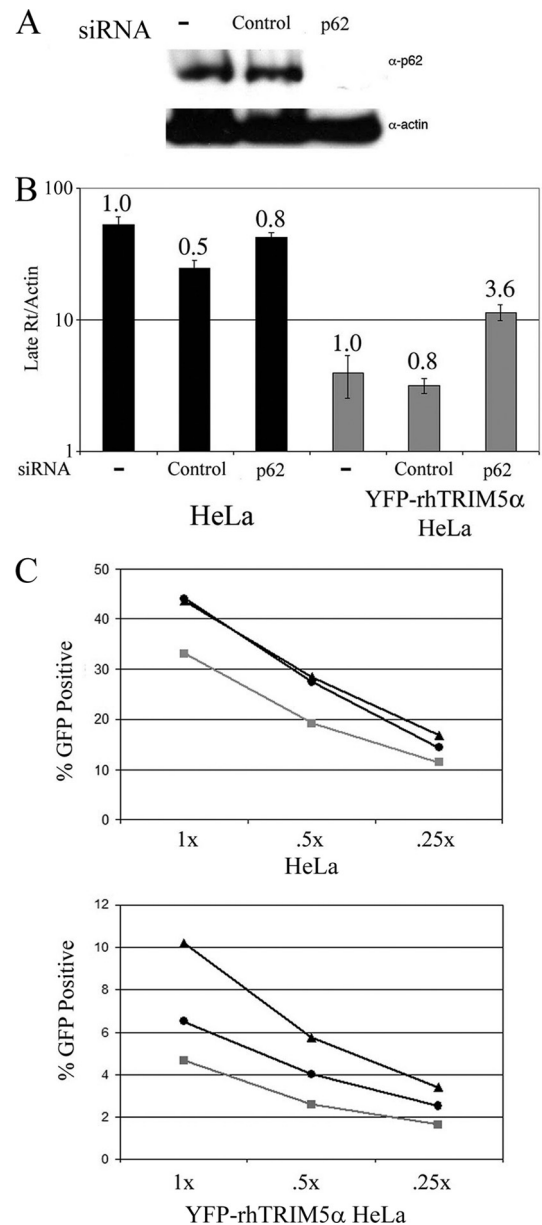 A
siRNA
- Control p62
α-p62
α-actin
B
Late Rt/Actin
100
10
1
1.0
0.5
0.8
1.0
0.8
3.6
siRNA - Control p62 - Control p62
HeLa
YFP-rhTRIM5α
HeLa
C
% GFP Positive
50
40
30
20
10
0
1x .5x .25x
HeLa
% GFP Positive
12
10
8
6
4
2
0
1x .5x .25x
YFP-rhTRIM5α HeLa